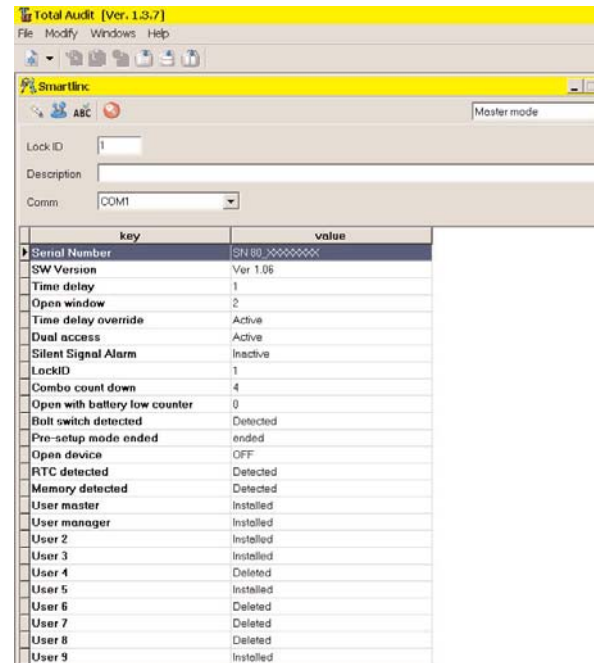 Total Audit [Ver. 1.3.7]
File Modify Windows Help
Smartlinc
ABC
Master mode
Lock ID 1
Description
Comm COM1
key value
Serial Number SN 80_XXXXXXXX
SW Version Ver 1.06
Time delay 1
Open window 2
Time delay override Active
Dual access Active
Silent Signal Alarm Inactive
LockID 1
Combo count down 4
Open with battery low counter 0
Bolt switch detected Detected
Pre-setup mode ended ended
Open device OFF
RTC detected Detected
Memory detected Detected
User master Installed
User manager Installed
User 2 Installed
User 3 Installed
User 4 Deleted
User 5 Installed
User 6 Deleted
User 7 Deleted
User 8 Deleted
User 9 Installed